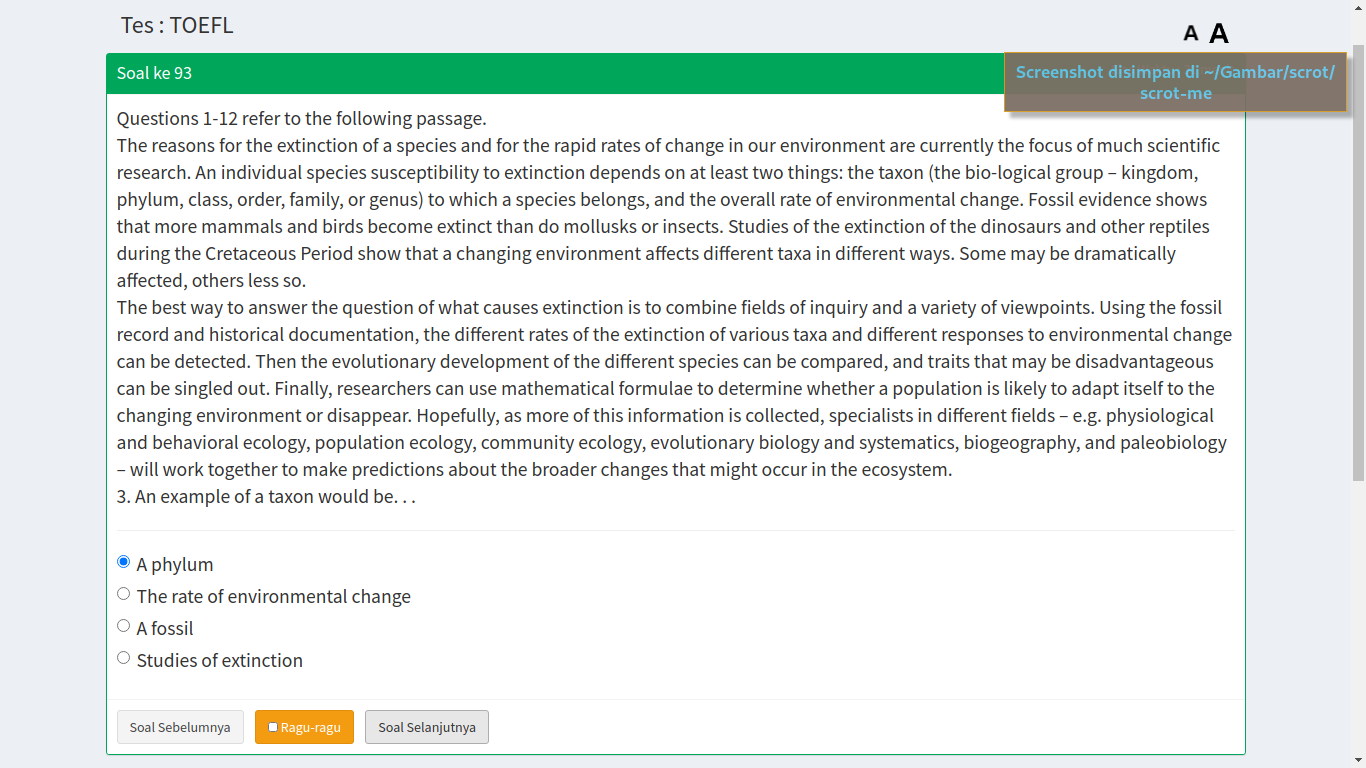 Tes : TOEFL
A A
Soal ke 93
Screenshot disimpan di ~/Gambar/scrot/
scrot-me
Questions 1-12 refer to the following passage.
The reasons for the extinction of a species and for the rapid rates of change in our environment are currently the focus of much scientific
research. An individual species susceptibility to extinction depends on at least two things: the taxon (the bio-logical group – kingdom,
phylum, class, order, family, or genus) to which a species belongs, and the overall rate of environmental change. Fossil evidence shows
that more mammals and birds become extinct than do mollusks or insects. Studies of the extinction of the dinosaurs and other reptiles
during the Cretaceous Period show that a changing environment affects different taxa in different ways. Some may be dramatically
affected, others less so.
The best way to answer the question of what causes extinction is to combine fields of inquiry and a variety of viewpoints. Using the fossil
record and historical documentation, the different rates of the extinction of various taxa and different responses to environmental change
can be detected. Then the evolutionary development of the different species can be compared, and traits that may be disadvantageous
can be singled out. Finally, researchers can use mathematical formulae to determine whether a population is likely to adapt itself to the
changing environment or disappear. Hopefully, as more of this information is collected, specialists in different fields – e.g. physiological
and behavioral ecology, population ecology, community ecology, evolutionary biology and systematics, biogeography, and paleobiology
– will work together to make predictions about the broader changes that might occur in the ecosystem.
3. An example of a taxon would be. . .
A phylum
The rate of environmental change
A fossil
Studies of extinction
Soal Sebelumnya
Ragu-ragu
Soal Selanjutnya